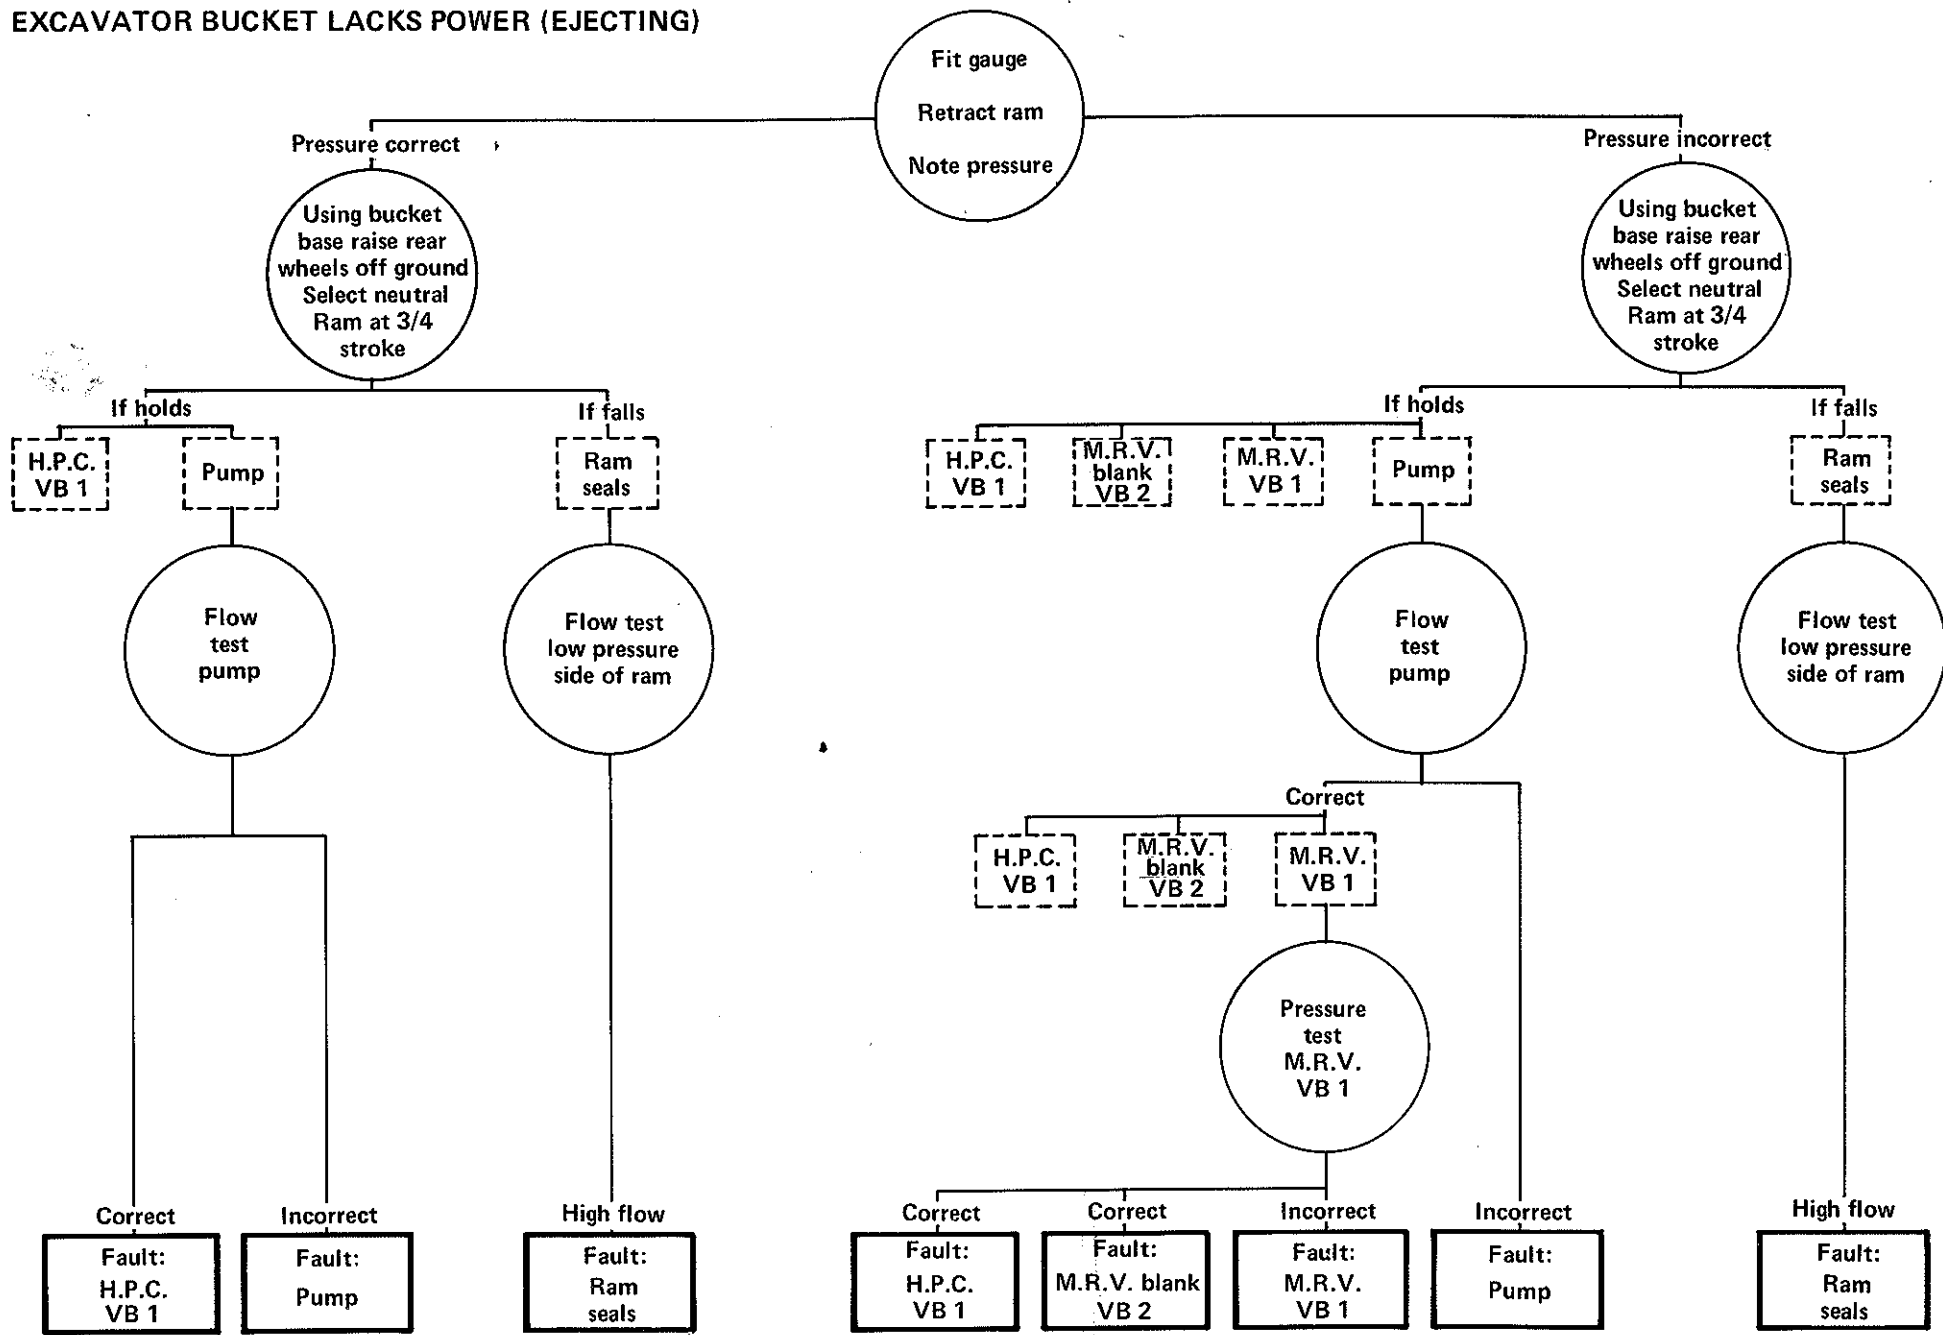 EXCAVATOR BUCKET LACKS POWER (EJECTING)
Fit gauge
Retract ram
Note pressure
Pressure correct
Pressure incorrect
Using bucket
base raise rear
wheels off ground
Select neutral
Ram at 3/4
stroke
Using bucket
base raise rear
wheels off ground
Select neutral
Ram at 3/4
stroke
If holds
If falls
If holds
If falls
H.P.C.
VB 1
Pump
Ram
seals
H.P.C.
VB 1
M.R.V.
blank
VB 2
M.R.V.
VB 1
Pump
Ram
seals
Flow
test
pump
Flow test
low pressure
side of ram
Flow
test
pump
Flow test
low pressure
side of ram
Correct
H.P.C.
VB 1
M.R.V.
blank
VB 2
M.R.V.
VB 1
Pressure
test
M.R.V.
VB 1
Correct
Incorrect
High flow
Correct
Correct
Incorrect
Incorrect
High flow
Fault:
H.P.C.
VB 1
Fault:
Pump
Fault:
Ram
seals
Fault:
H.P.C.
VB 1
Fault:
M.R.V. blank
VB 2
Fault:
M.R.V.
VB 1
Fault:
Pump
Fault:
Ram
seals